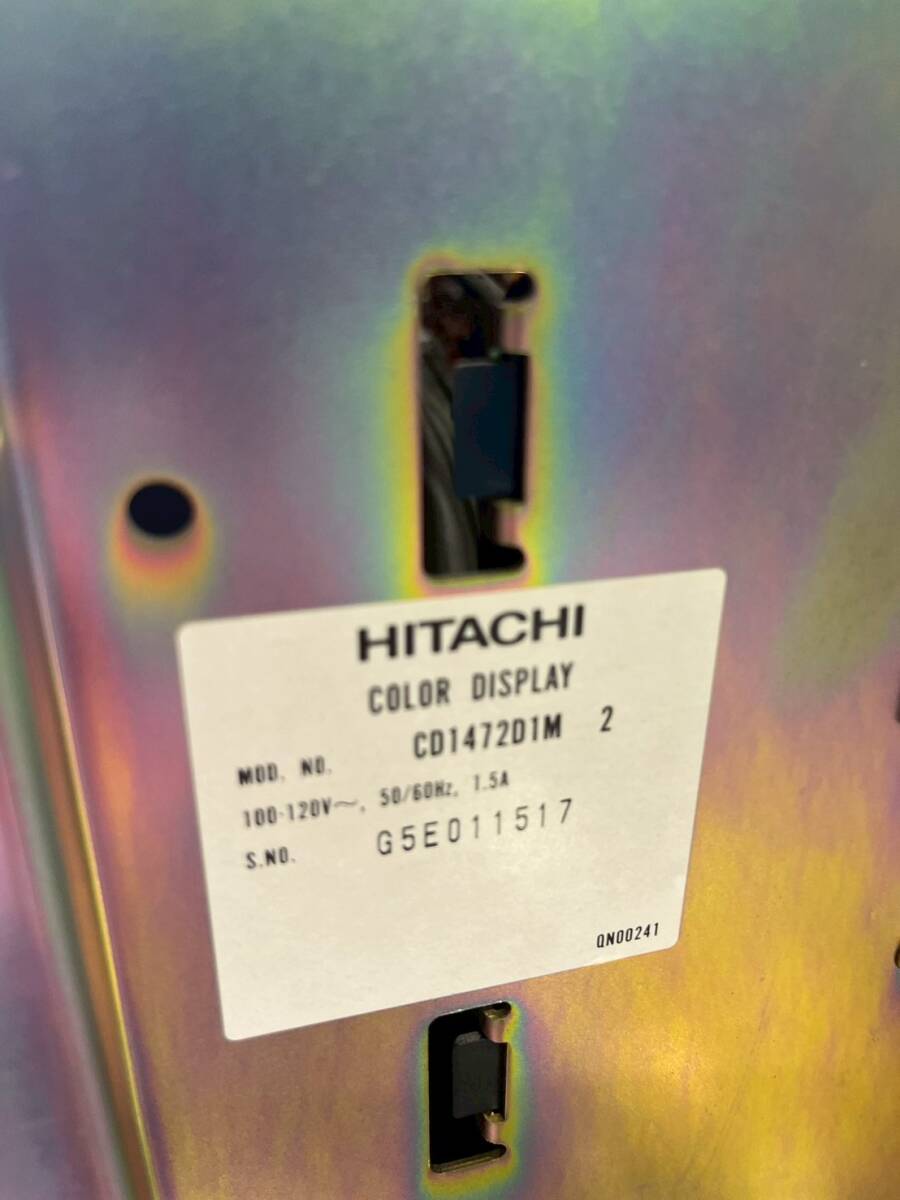 HITACHI
COLOR DISPLAY
MOD. NO. CD1472D1M 2
100-120V～, 50/60Hz, 1.5A
S.NO. G5E011517
QN00241